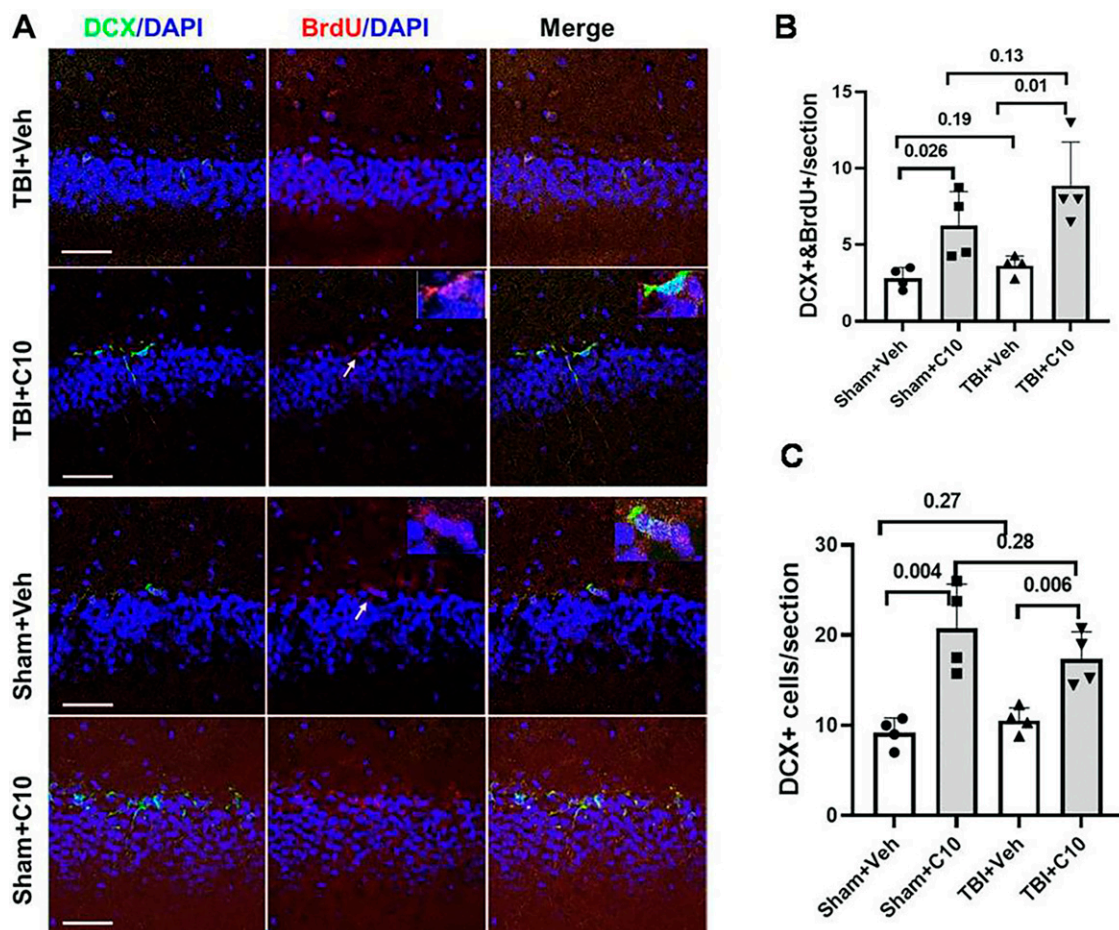 A
DCX/DAPI
BrdU/DAPI
Merge
TBI+Veh
TBI+C10
Sham+Veh
Sham+C10
B
0.13
0.01
0.19
0.026
DCX+&BrdU+/section
15
10
5
0
Sham+Veh
Sham+C10
TBI+Veh
TBI+C10
C
0.27
0.28
0.004
0.006
DCX+ cells/section
30
20
10
0
Sham+Veh
Sham+C10
TBI+Veh
TBI+C10